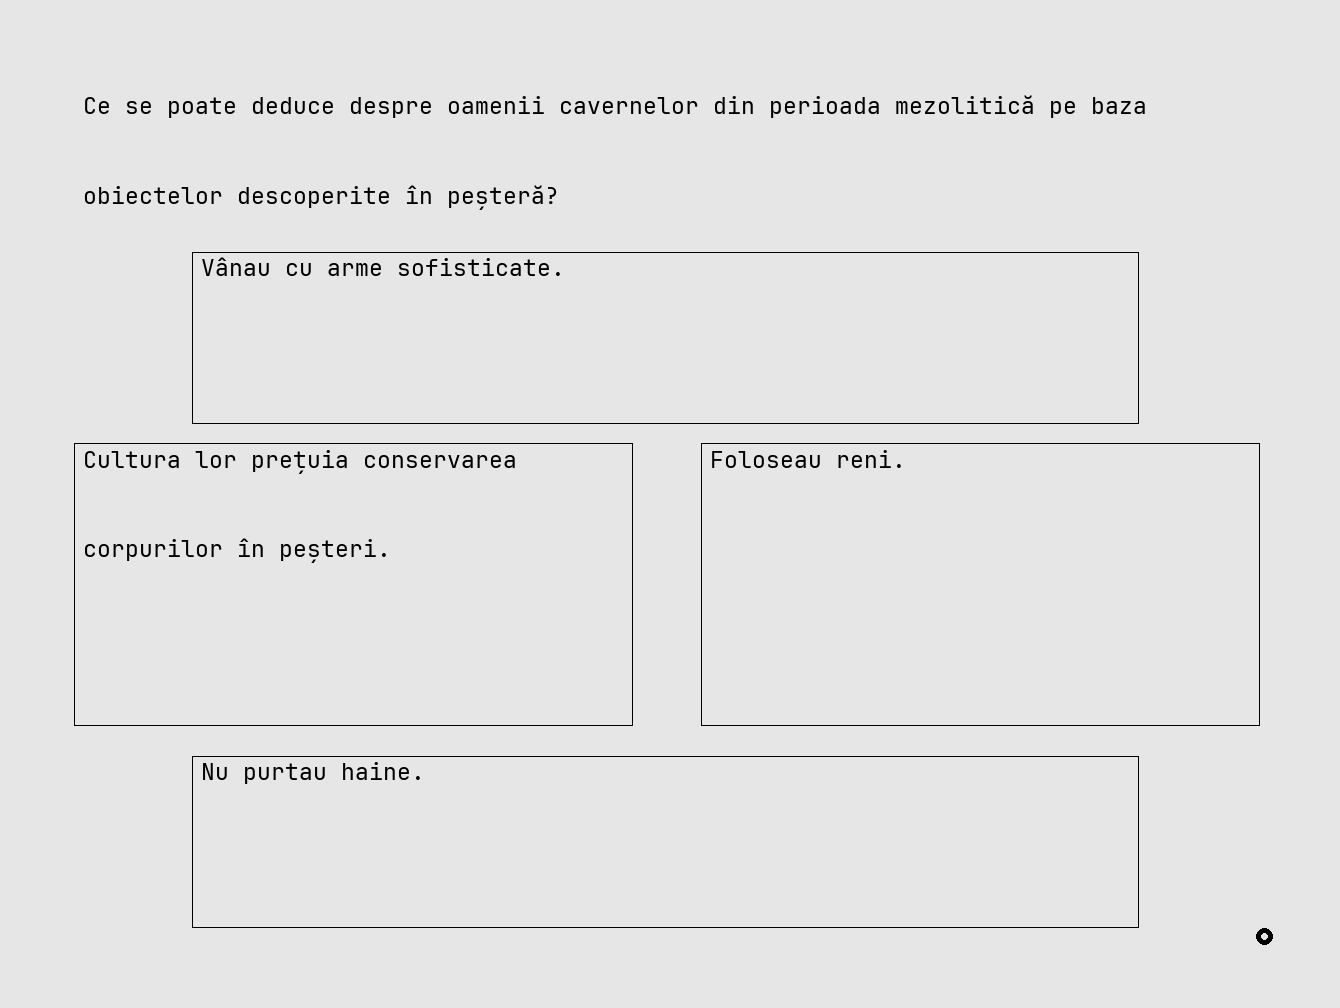 Ce se poate deduce despre oamenii cavernelor din perioada mezolitică pe baza
obiectelor descoperite în peșteră?
Vânau cu arme sofisticate.
Cultura lor prețuia conservarea
corpurilor în peșteri.
Foloseau reni.
Nu purtau haine.